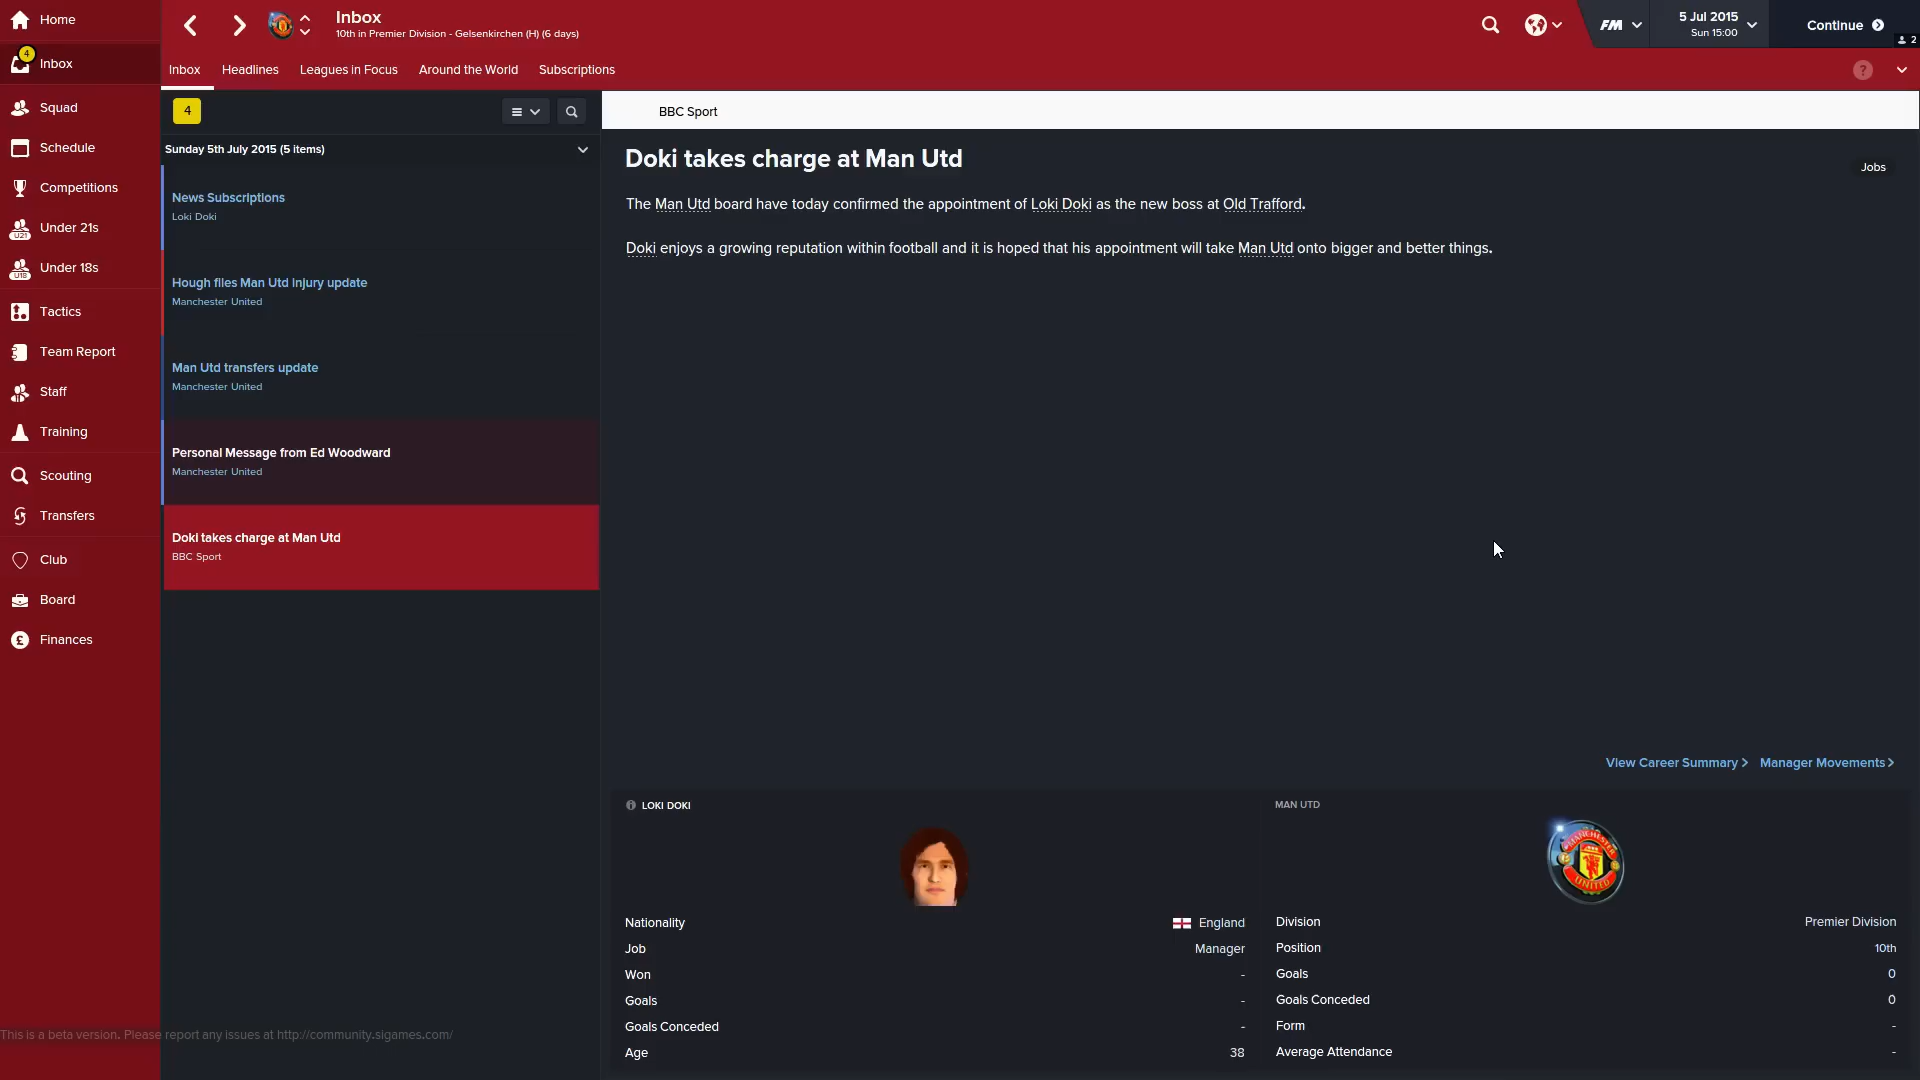 Home
4
Inbox
Squad
Schedule
Competitions
U21
Under 21s
U18
Under 18s
Tactics
Team Report
Staff
Training
Scouting
Transfers
Club
Board
£
Finances
Inbox
10th in Premier Division - Gelsenkirchen (H) (6 days)
FM
5 Jul 2015
Sun 15:00
Continue
2
Inbox
Headlines
Leagues in Focus
Around the World
Subscriptions
?
4
Sunday 5th July 2015 (5 items)
News Subscriptions
Loki Doki
Hough files Man Utd injury update
Manchester United
Man Utd transfers update
Manchester United
Personal Message from Ed Woodward
Manchester United
Doki takes charge at Man Utd
BBC Sport
BBC Sport
Doki takes charge at Man Utd
Jobs
The Man Utd board have today confirmed the appointment of Loki Doki as the new boss at Old Trafford.
Doki enjoys a growing reputation within football and it is hoped that his appointment will take Man Utd onto bigger and better things.
View Career Summary
Manager Movements
LOKI DOKI
Nationality England
Job Manager
Won -
Goals -
Goals Conceded -
Age 38
MAN UTD
MANCHESTER
UNITED
Division Premier Division
Position 10th
Goals 0
Goals Conceded 0
Form -
Average Attendance -
This is a beta version. Please report any issues at http://community.sigames.com/